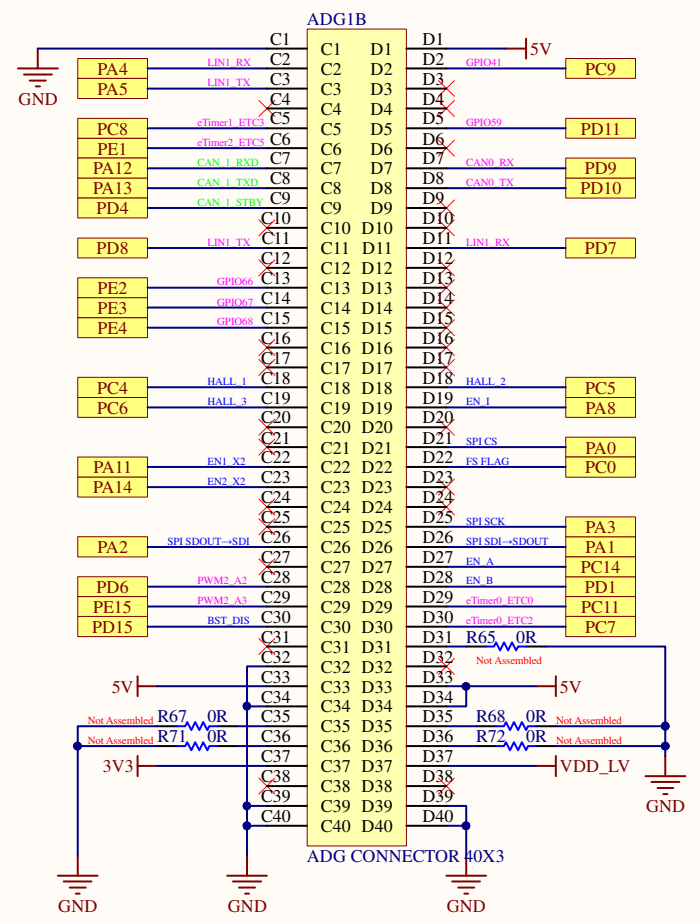 ADG1B
C1 C1 D1 D1 5V
GND
PA4 LIN1_RX C2 C2 D2 D2 GPIO41 PC9
PA5 LIN1_TX C3 C3 D3 D3
C4 C4 D4 D4
PC8 eTimer1_ETC3 C5 C5 D5 D5 GPIO59 PD11
PE1 eTimer2_ETC5 C6 C6 D6 D6
PA12 CAN_1_RXD C7 C7 D7 D7 CAN0_RX PD9
PA13 CAN_1_TXD C8 C8 D8 D8 CAN0_TX PD10
PD4 CAN_1_STBY C9 C9 D9 D9
C10 C10 D10 D10
PD8 LIN1_TX C11 C11 D11 D11 LIN1_RX PD7
C12 C12 D12 D12
PE2 GPIO66 C13 C13 D13 D13
PE3 GPIO67 C14 C14 D14 D14
PE4 GPIO68 C15 C15 D15 D15
C16 C16 D16 D16
C17 C17 D17 D17
PC4 HALL_1 C18 C18 D18 D18 HALL_2 PC5
PC6 HALL_3 C19 C19 D19 D19 EN_I PA8
C20 C20 D20 D20
C21 C21 D21 D21 SPI CS PA0
PA11 EN1_X2 C22 C22 D22 D22 FS FLAG PC0
PA14 EN2_X2 C23 C23 D23 D23
C24 C24 D24 D24
C25 C25 D25 D25 SPI SCK PA3
PA2 SPI SDOUT→SDI C26 C26 D26 D26 SPI SDI→SDOUT PA1
C27 C27 D27 D27 EN_A PC14
PD6 PWM2_A2 C28 C28 D28 D28 EN_B PD1
PE15 PWM2_A3 C29 C29 D29 D29 eTimer0_ETC0 PC11
PD15 BST_DIS C30 C30 D30 D30 eTimer0_ETC2 PC7
C31 C31 D31 D31 R65 0R
Not Assembled
C32 C32 D32 D32
5V C33 C33 D33 D33 5V
C34 C34 D34 D34
Not Assembled R67 0R C35 C35 D35 D35 R68 0R Not Assembled
Not Assembled R71 0R C36 C36 D36 D36 R72 0R Not Assembled
3V3 C37 C37 D37 D37 VDD_LV
C38 C38 D38 D38
C39 C39 D39 D39
GND
C40 C40 D40 D40
ADG CONNECTOR 40X3
GND GND GND